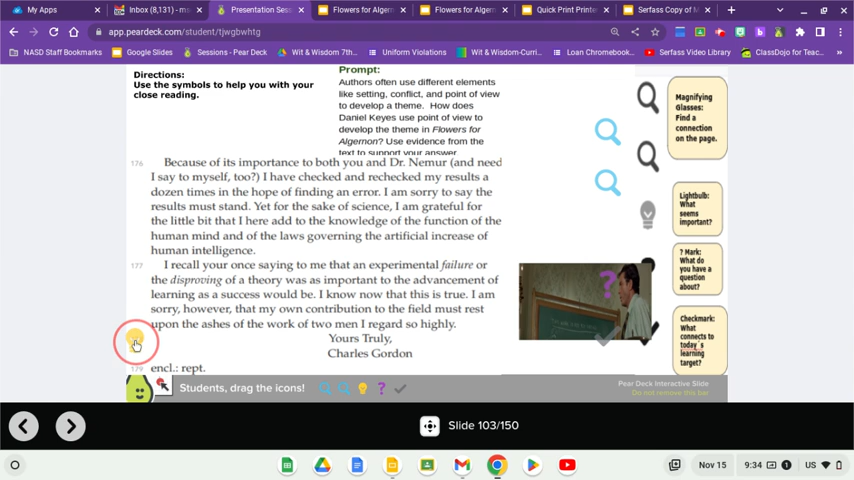 My Apps
Inbox (8,131) - ms
Presentation Sess
Flowers for Algern
Flowers for Algern
Quick Print Printer
Serfass Copy of M
app.peardeck.com/student/tjwgbwhtg
NASD Staff Bookmarks
Google Slides
Sessions - Pear Deck
Wit & Wisdom 7th...
Uniform Violations
Wit & Wisdom-Curri...
Loan Chromebook...
Serfass Video Library
ClassDojo for Teach...
Directions:
Use the symbols to help you with your
close reading.
Prompt:
Authors often use different elements
like setting, conflict, and point of view
to develop a theme. How does
Daniel Keyes use point of view to
develop the theme in Flowers for
Algernon? Use evidence from the
text to support your answer
176 Because of its importance to both you and Dr. Nemur (and need
I say to myself, too?) I have checked and rechecked my results a
dozen times in the hope of finding an error. I am sorry to say the
results must stand. Yet for the sake of science, I am grateful for
the little bit that I here add to the knowledge of the function of the
human mind and of the laws governing the artificial increase of
human intelligence.
177 I recall your once saying to me that an experimental failure or
the disproving of a theory was as important to the advancement of
learning as a success would be. I know now that this is true. I am
sorry, however, that my own contribution to the field must rest
upon the ashes of the work of two men I regard so highly.
Yours Truly,
Charles Gordon
179 encl.: rept.
Magnifying
Glasses:
Find a
connection
on the page.
Lightbulb:
What
seems
important?
? Mark:
What do
you have a
question
about?
Checkmark:
What
connects to
today's
learning
target?
?
Students, drag the icons!
?
Pear Deck Interactive Slide
Do not remove this bar
Slide 103/150
Nov 15
9:34
1
US